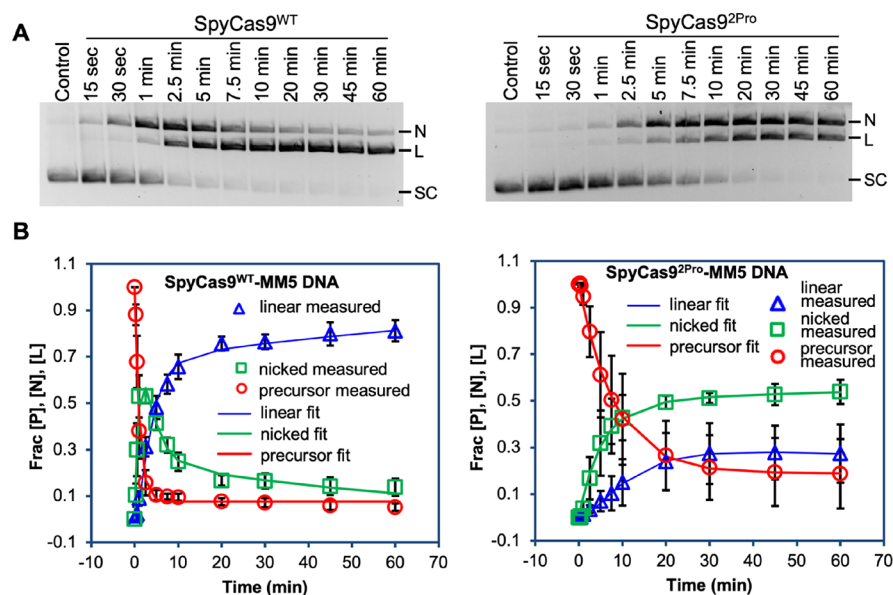 A
SpyCas9WT
Control
15 sec
30 sec
1 min
2.5 min
5 min
7.5 min
10 min
20 min
30 min
45 min
60 min
N
L
SC
SpyCas92Pro
Control
15 sec
30 sec
1 min
2.5 min
5 min
7.5 min
10 min
20 min
30 min
45 min
60 min
N
L
SC
B
SpyCas9WT-MM5 DNA
linear measured
nicked measured
precursor measured
linear fit
nicked fit
precursor fit
Frac [P], [N], [L]
1.1
0.9
0.7
0.5
0.3
0.1
-0.1
-10 0 10 20 30 40 50 60 70
Time (min)
SpyCas92Pro-MM5 DNA
linear fit
nicked fit
precursor fit
linear
measured
nicked
measured
precursor
measured
Frac [P], [N], [L]
1.1
0.9
0.7
0.5
0.3
0.1
-0.1
-10 0 10 20 30 40 50 60 70
Time (min)